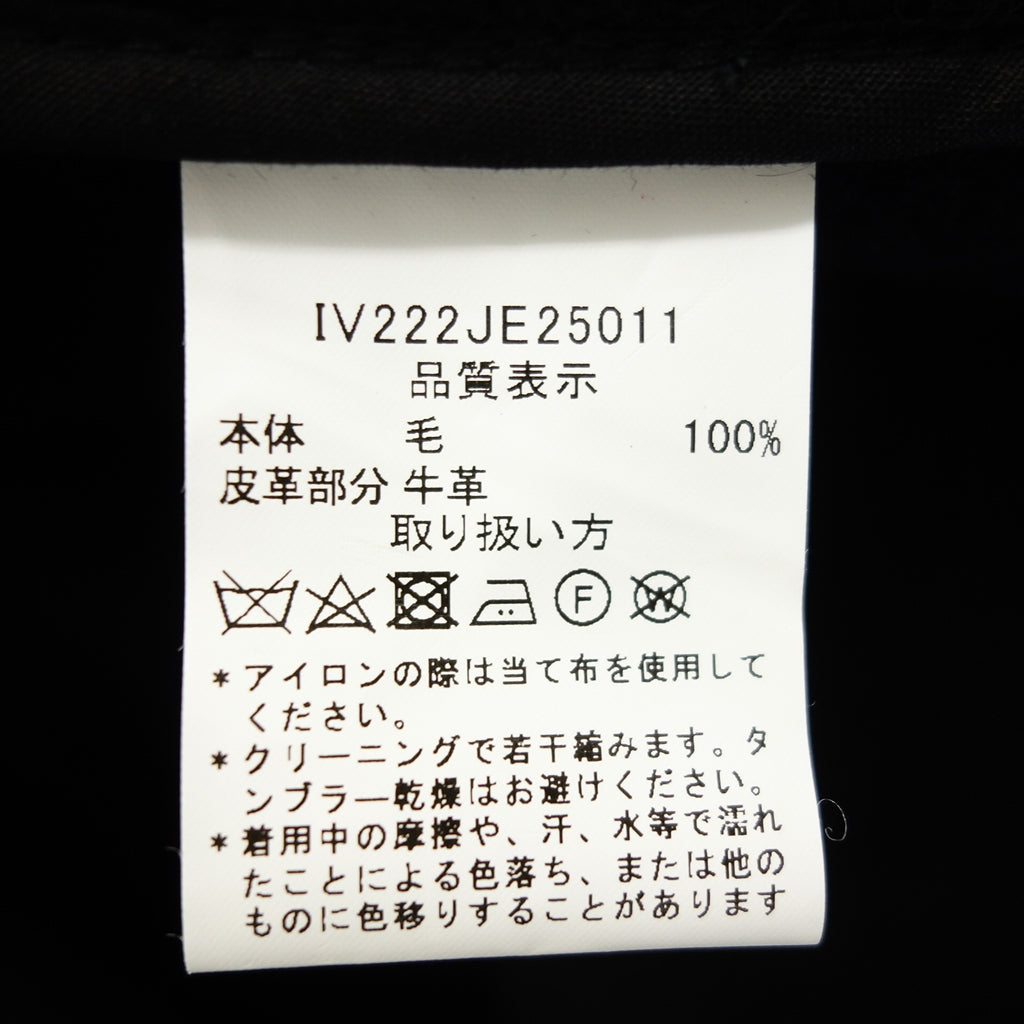 IV222JE25011
品質表示
本体 毛 100%
皮革部分 牛革
取り扱い方
F W
*アイロンの際は当て布を使用して
ください。
*クリーニングで若干縮みます。タ
ンブラー乾燥はお避けください。
*着用中の摩擦や、汗、水等で濡れ
たことによる色落ち、または他の
ものに色移りすることがあります